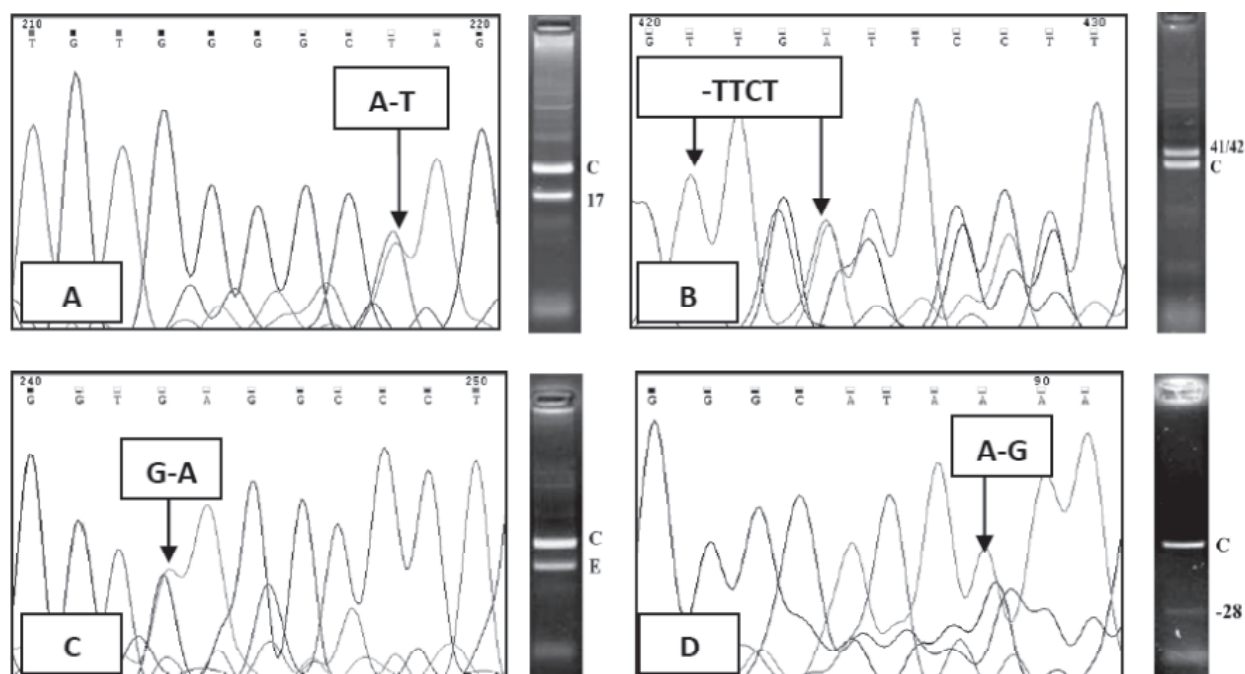 210 220
T G T G G G G C T A G
A-T
C
17
A
420 430
G T T G A T T C C T T
-TTCT
41/42
C
B
240 250
G G T G A G G C C C T
G-A
C
E
C
90
G G G C A T A A A A
A-G
C
-28
D